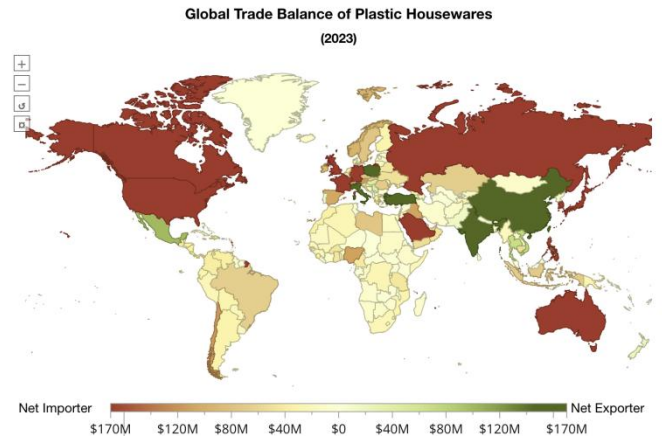 Global Trade Balance of Plastic Housewares
(2023)
+
−
↺
Net Importer
Net Exporter
$170M $120M $80M $40M $0 $40M $80M $120M $170M